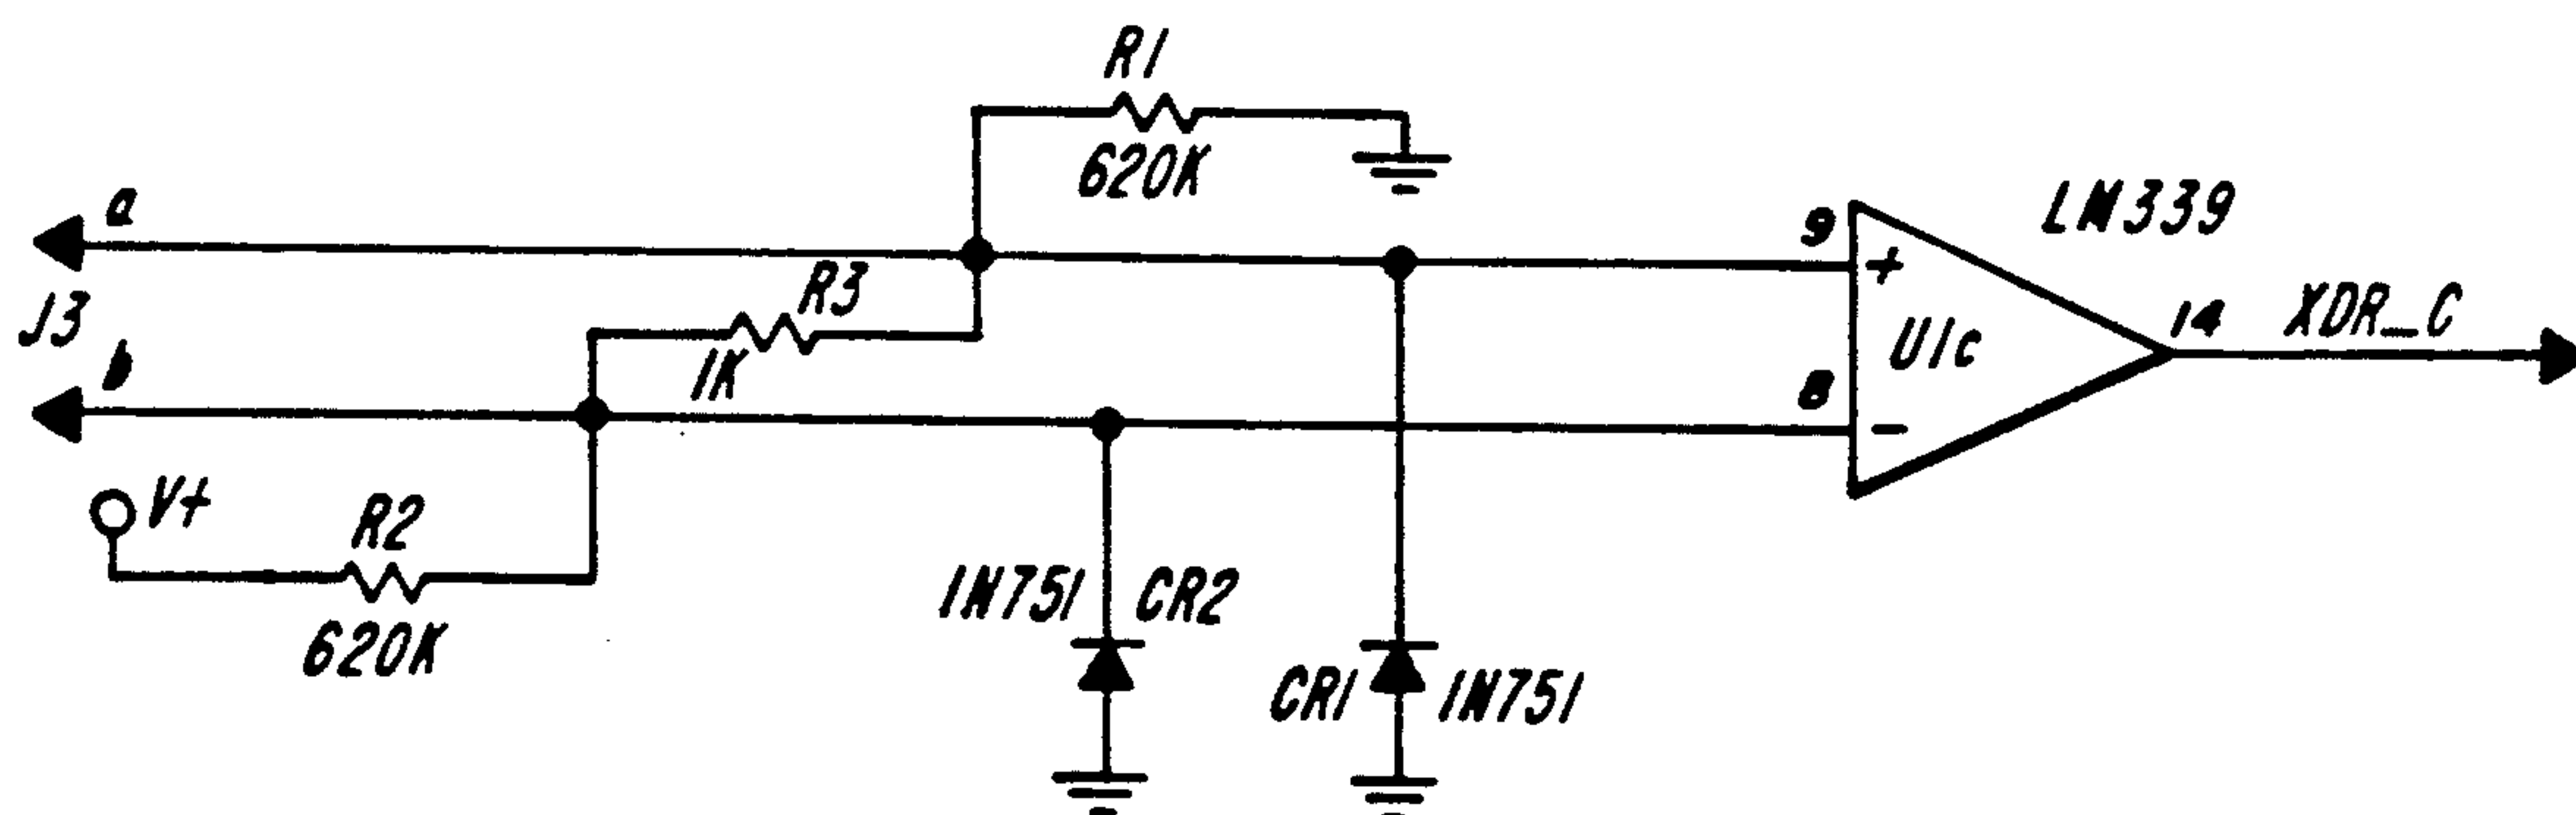 R1
620K
LM339
a
9
+
R3
J3
U1c
14
XDR_C
1K
b
8
-
V+
R2
1N751
CR2
620K
CR1
1N751